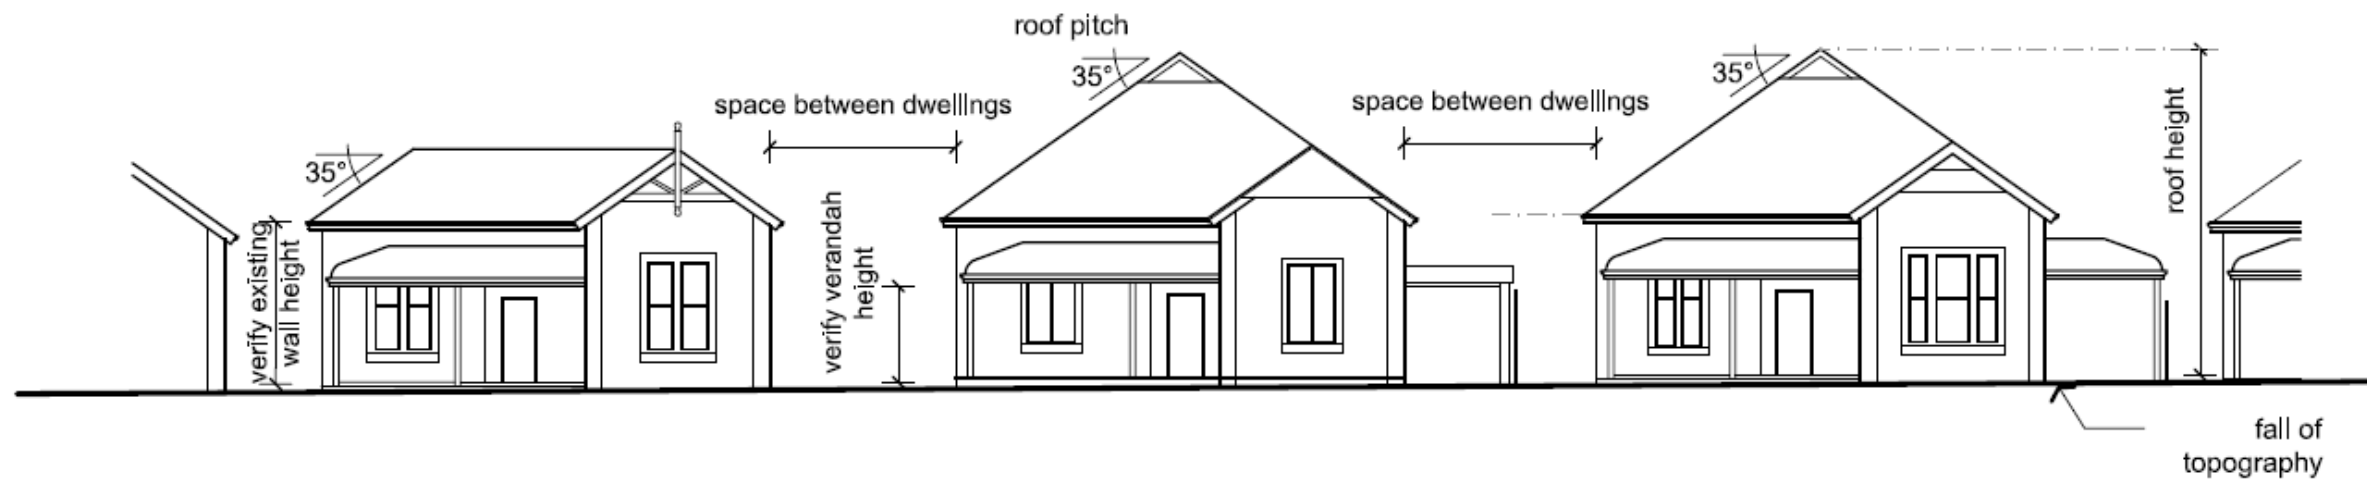 roof pitch
35°
35°
space between dwellings
space between dwellings
35°
roof height
verify existing
wall height
verify verandah
height
fall of
topography